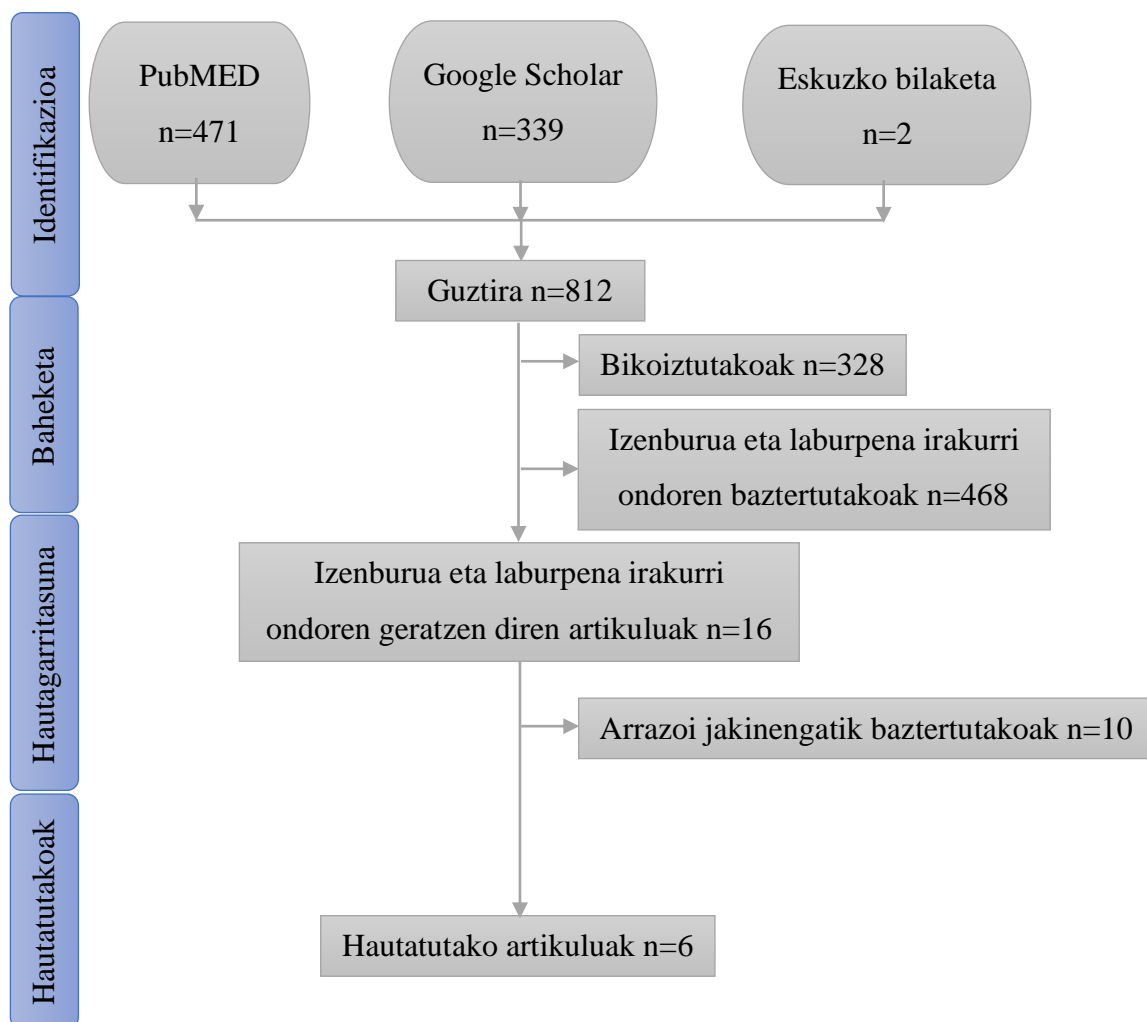 Identifikazioa
PubMED
n=471
Google Scholar
n=339
Eskuzko bilaketa
n=2
Guztira n=812
Baheketa
Bikoiztutakoak n=328
Izenburua eta laburpena irakurri
ondoren baztertutakoak n=468
Hautagarritasuna
Izenburua eta laburpena irakurri
ondoren geratzen diren artikuluak n=16
Arrazoi jakinengatik baztertutakoak n=10
Hautatutakoak
Hautatutako artikuluak n=6